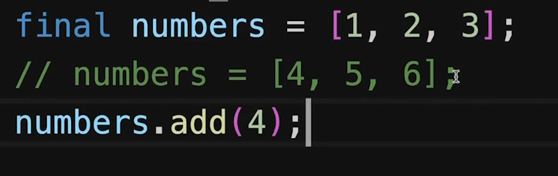 final numbers = [1, 2, 3];
// numbers = [4, 5, 6];
numbers.add(4);